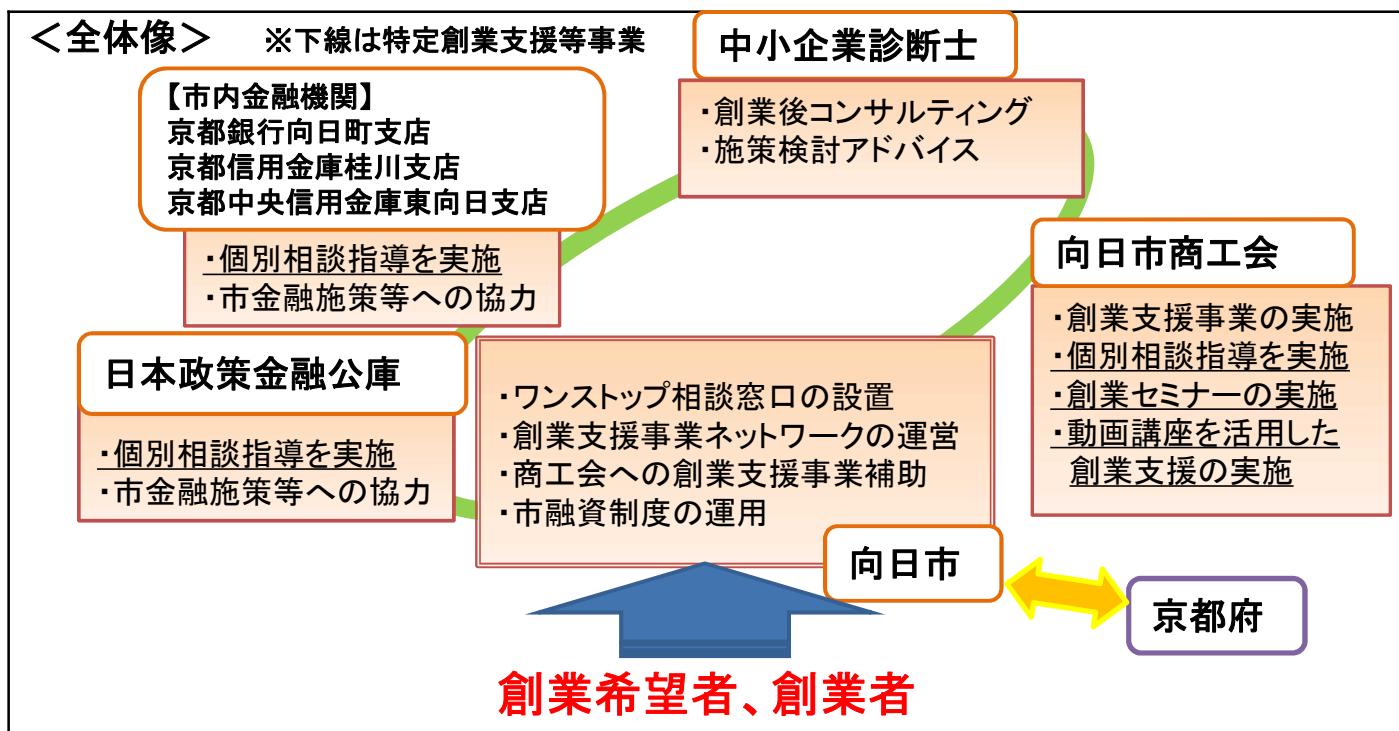 <全体像> ※下線は特定創業支援等事業
中小企業診断士
・創業後コンサルティング
・施策検討アドバイス
【市内金融機関】
京都銀行向日町支店
京都信用金庫桂川支店
京都中央信用金庫東向日支店
・個別相談指導を実施
・市金融施策等への協力
向日市商工会
・創業支援事業の実施
・個別相談指導を実施
・創業セミナーの実施
・動画講座を活用した
創業支援の実施
日本政策金融公庫
・個別相談指導を実施
・市金融施策等への協力
・ワンストップ相談窓口の設置
・創業支援事業ネットワークの運営
・商工会への創業支援事業補助
・市融資制度の運用
向日市
京都府
創業希望者、創業者